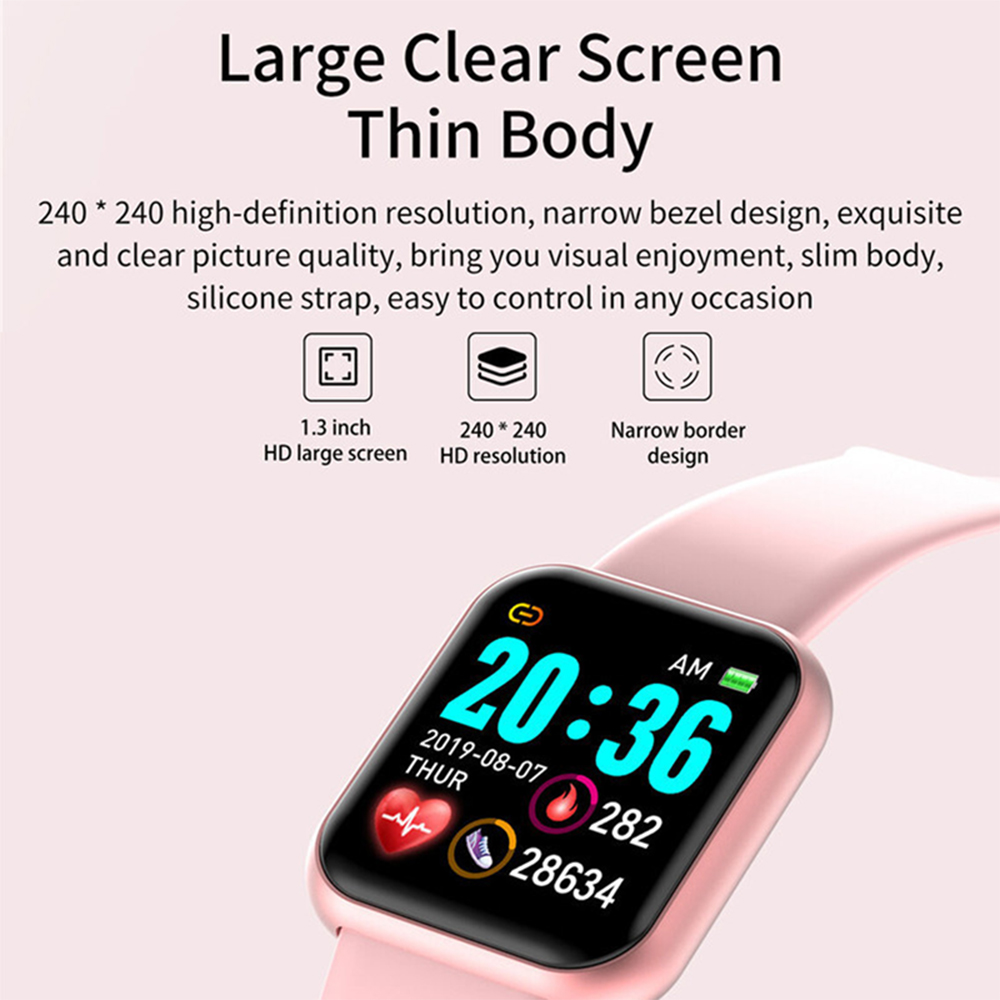 Large Clear Screen
Thin Body
240 * 240 high-definition resolution, narrow bezel design, exquisite
and clear picture quality, bring you visual enjoyment, slim body,
silicone strap, easy to control in any occasion
1.3 inch
HD large screen
240 * 240
HD resolution
Narrow border
design
AM
20:36
2019-08-07
THUR
282
28634